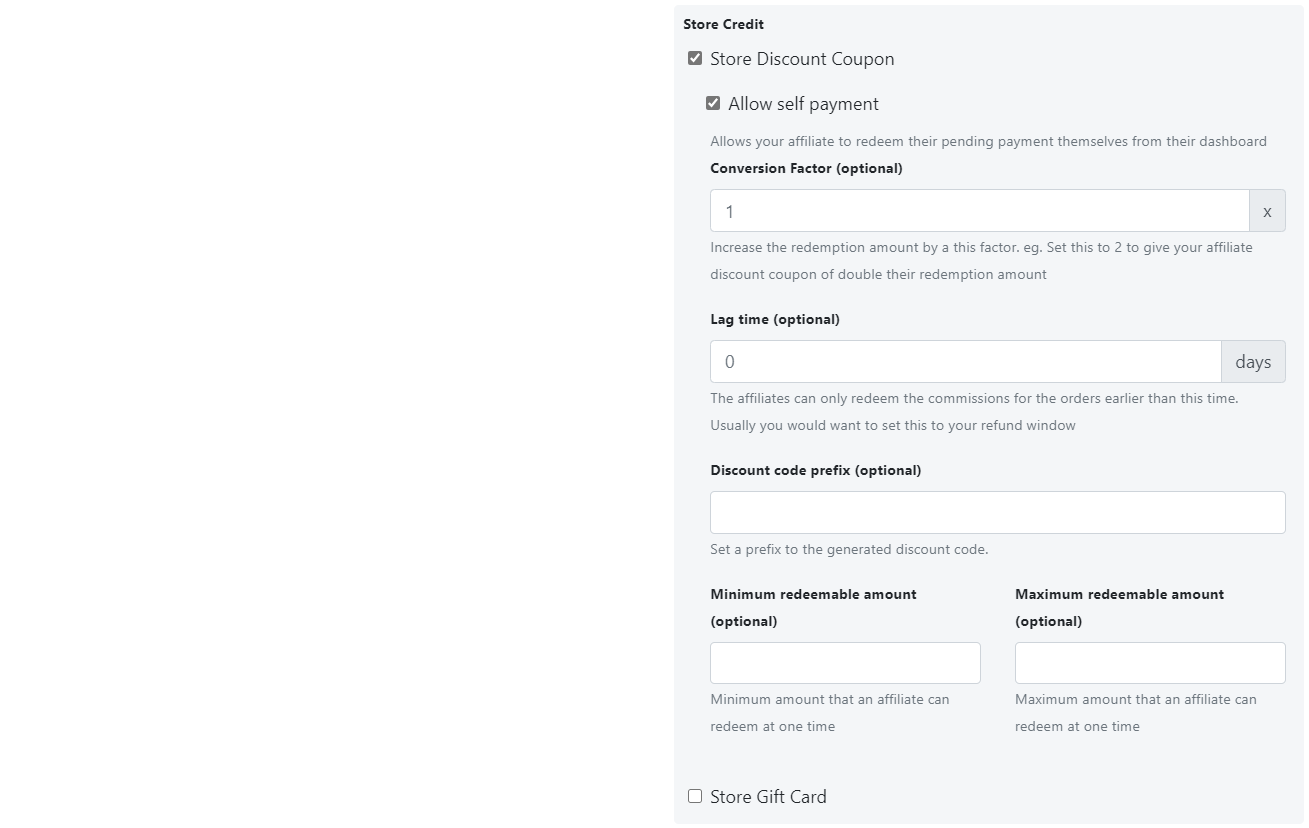 Store Credit
Store Discount Coupon
Allow self payment
Allows your affiliate to redeem their pending payment themselves from their dashboard
Conversion Factor (optional)
1 x
Increase the redemption amount by a this factor. eg. Set this to 2 to give your affiliate
discount coupon of double their redemption amount
Lag time (optional)
0 days
The affiliates can only redeem the commissions for the orders earlier than this time.
Usually you would want to set this to your refund window
Discount code prefix (optional)
Set a prefix to the generated discount code.
Minimum redeemable amount
(optional)
Minimum amount that an affiliate can
redeem at one time
Maximum redeemable amount
(optional)
Maximum amount that an affiliate can
redeem at one time
Store Gift Card